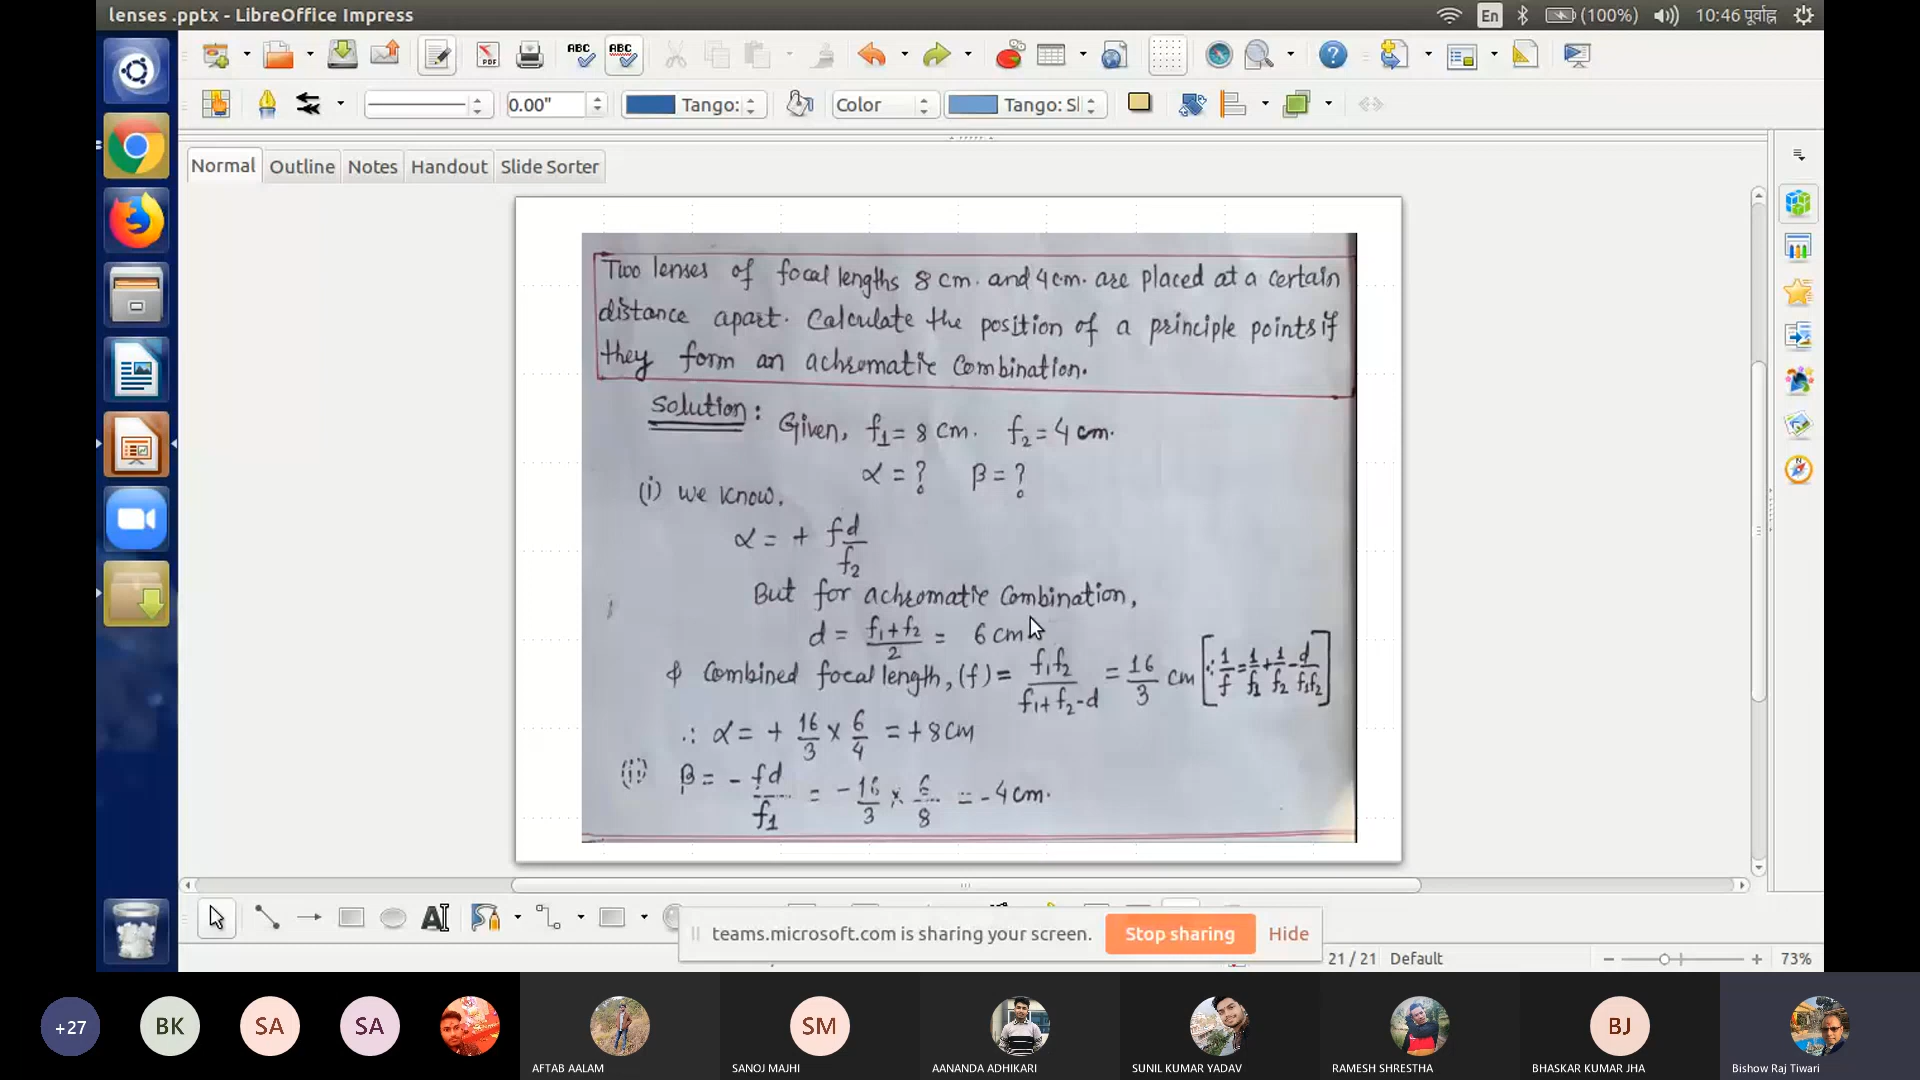 lenses .pptx - LibreOffice Impress
En
(100%)
10:46 पूर्वाह्न
ABC
ABC
0.00"
Tango:
Color
Tango: Sl
Normal
Outline
Notes
Handout
Slide Sorter
Two lenses of focal lengths 8 cm. and 4cm. are placed at a certain
distance apart. Calculate the position of a principle points if
they form an achromatic Combination.
Solution: Given, f₁ = 8 cm. f₂ = 4 cm.
α = ? β = ?
(i) we know,
α = + fd/f₂
But for achromatic Combination,
d = (f₁+f₂)/2 = 6 cm
& Combined focal length, (f) = f₁f₂/(f₁+f₂-d) = 16/3 cm [∵ 1/f = 1/f₁ + 1/f₂ - d/f₁f₂]
∴ α = + 16/3 × 6/4 = +8cm
(ii) β = - fd/f₁ = - 16/3 × 6/8 = - 4 cm.
teams.microsoft.com is sharing your screen.
Stop sharing
Hide
21 / 21
Default
73%
+27
BK
SA
SA
SM
BJ
AFTAB AALAM
SANOJ MAJHI
AANANDA ADHIKARI
SUNIL KUMAR YADAV
RAMESH SHRESTHA
BHASKAR KUMAR JHA
Bishow Raj Tiwari